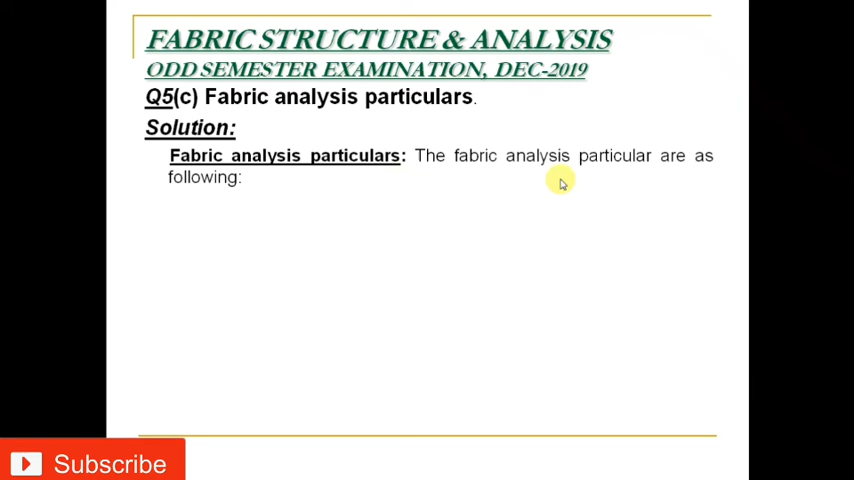 FABRIC STRUCTURE & ANALYSIS
ODD SEMESTER EXAMINATION, DEC-2019
Q5(c) Fabric analysis particulars.
Solution:
Fabric analysis particulars: The fabric analysis particular are as
following:
Subscribe